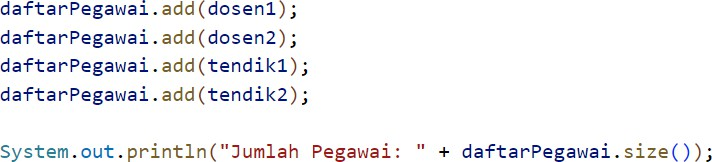 daftarPegawai.add(dosen1);
daftarPegawai.add(dosen2);
daftarPegawai.add(tendik1);
daftarPegawai.add(tendik2);
System.out.println("Jumlah Pegawai: " + daftarPegawai.size());